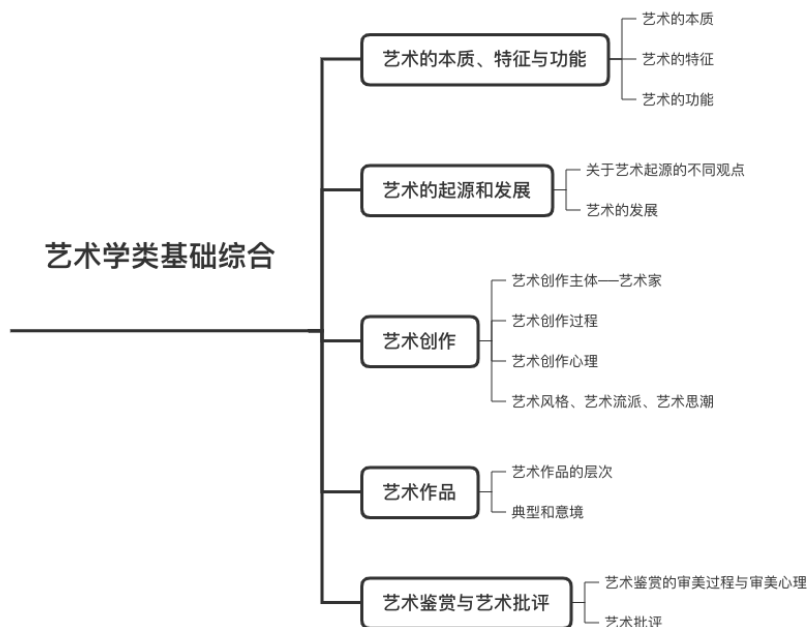 艺术学类基础综合
艺术的本质、特征与功能
艺术的本质
艺术的特征
艺术的功能
艺术的起源和发展
关于艺术起源的不同观点
艺术的发展
艺术创作
艺术创作主体——艺术家
艺术创作过程
艺术创作心理
艺术风格、艺术流派、艺术思潮
艺术作品
艺术作品的层次
典型和意境
艺术鉴赏与艺术批评
艺术鉴赏的审美过程与审美心理
艺术批评